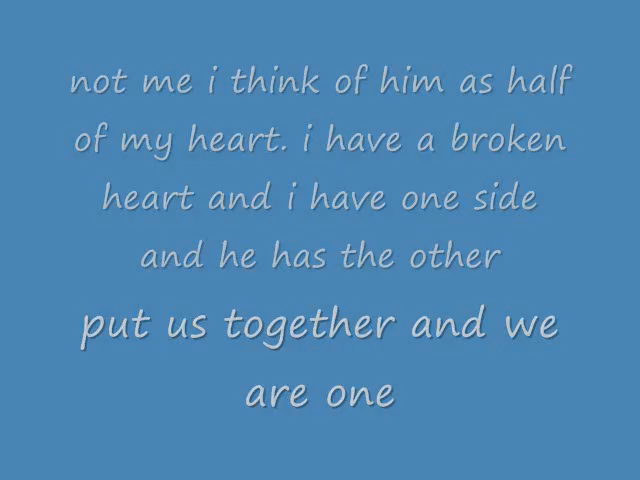 not me i think of him as half
of my heart. i have a broken
heart and i have one side
and he has the other
put us together and we
are one